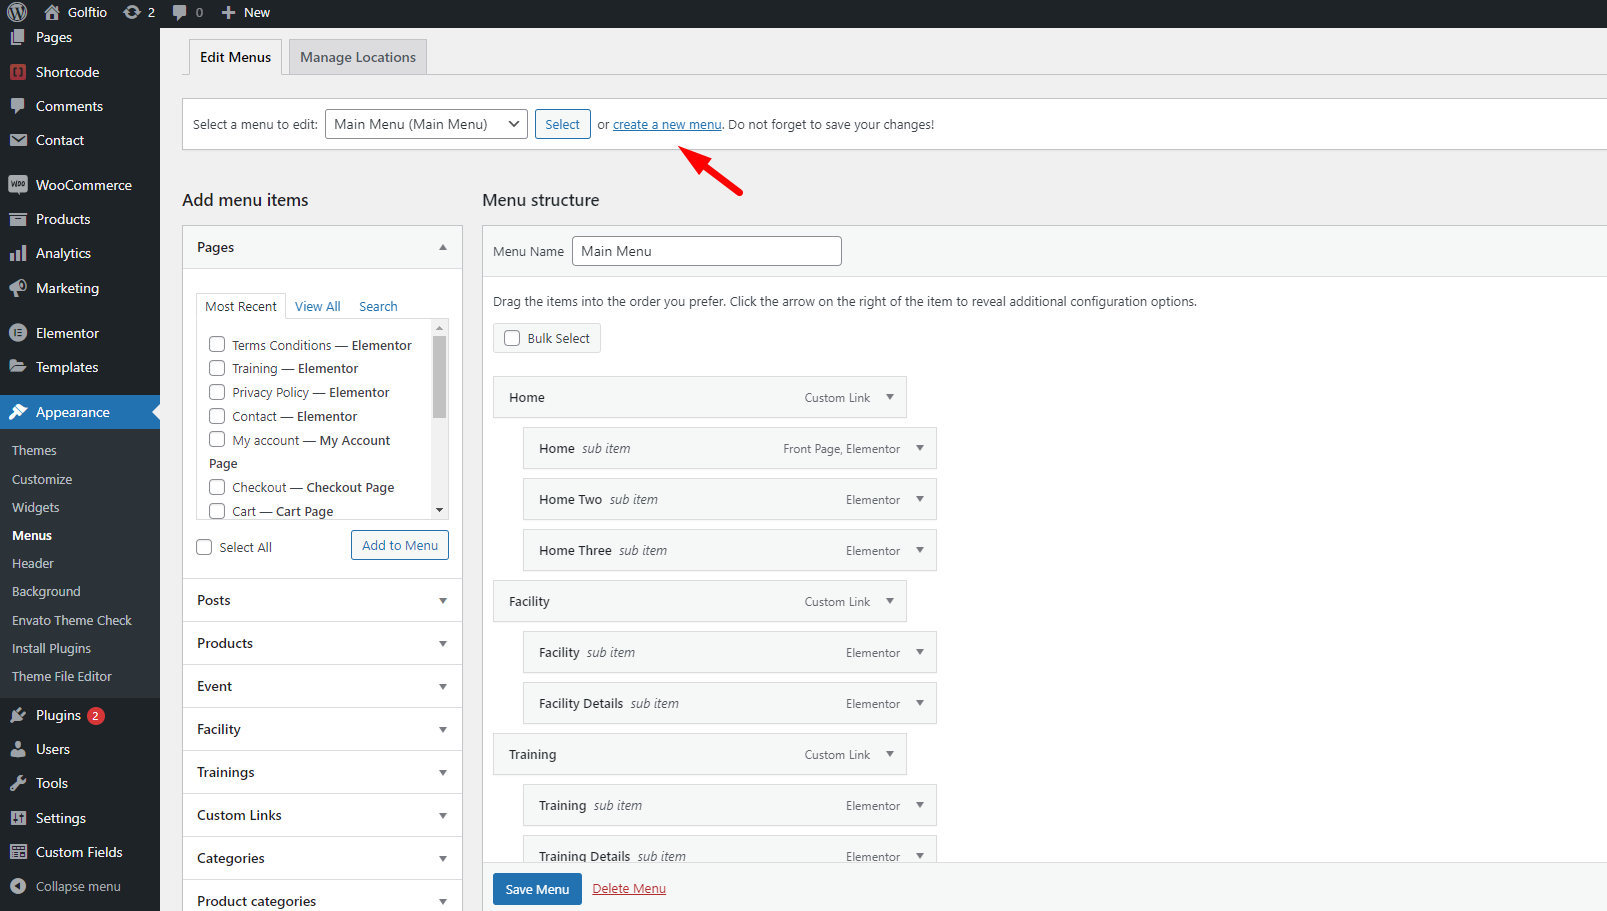 Golftio 2 0 New
Pages
Shortcode
Comments
Contact
WooCommerce
Products
Analytics
Marketing
Elementor
Templates
Appearance
Themes
Customize
Widgets
Menus
Header
Background
Envato Theme Check
Install Plugins
Theme File Editor
Plugins 2
Users
Tools
Settings
Custom Fields
Collapse menu
Edit Menus
Manage Locations
Select a menu to edit: Main Menu (Main Menu) Select or create a new menu. Do not forget to save your changes!
Add menu items
Pages
Most Recent View All Search
Terms Conditions — Elementor
Training — Elementor
Privacy Policy — Elementor
Contact — Elementor
My account — My Account
Page
Checkout — Checkout Page
Cart — Cart Page
Select All Add to Menu
Posts
Products
Event
Facility
Trainings
Custom Links
Categories
Product categories
Menu structure
Menu Name Main Menu
Drag the items into the order you prefer. Click the arrow on the right of the item to reveal additional configuration options.
Bulk Select
Home Custom Link
Home sub item Front Page, Elementor
Home Two sub item Elementor
Home Three sub item Elementor
Facility Custom Link
Facility sub item Elementor
Facility Details sub item Elementor
Training Custom Link
Training sub item Elementor
Training Details sub item Elementor
Save Menu Delete Menu